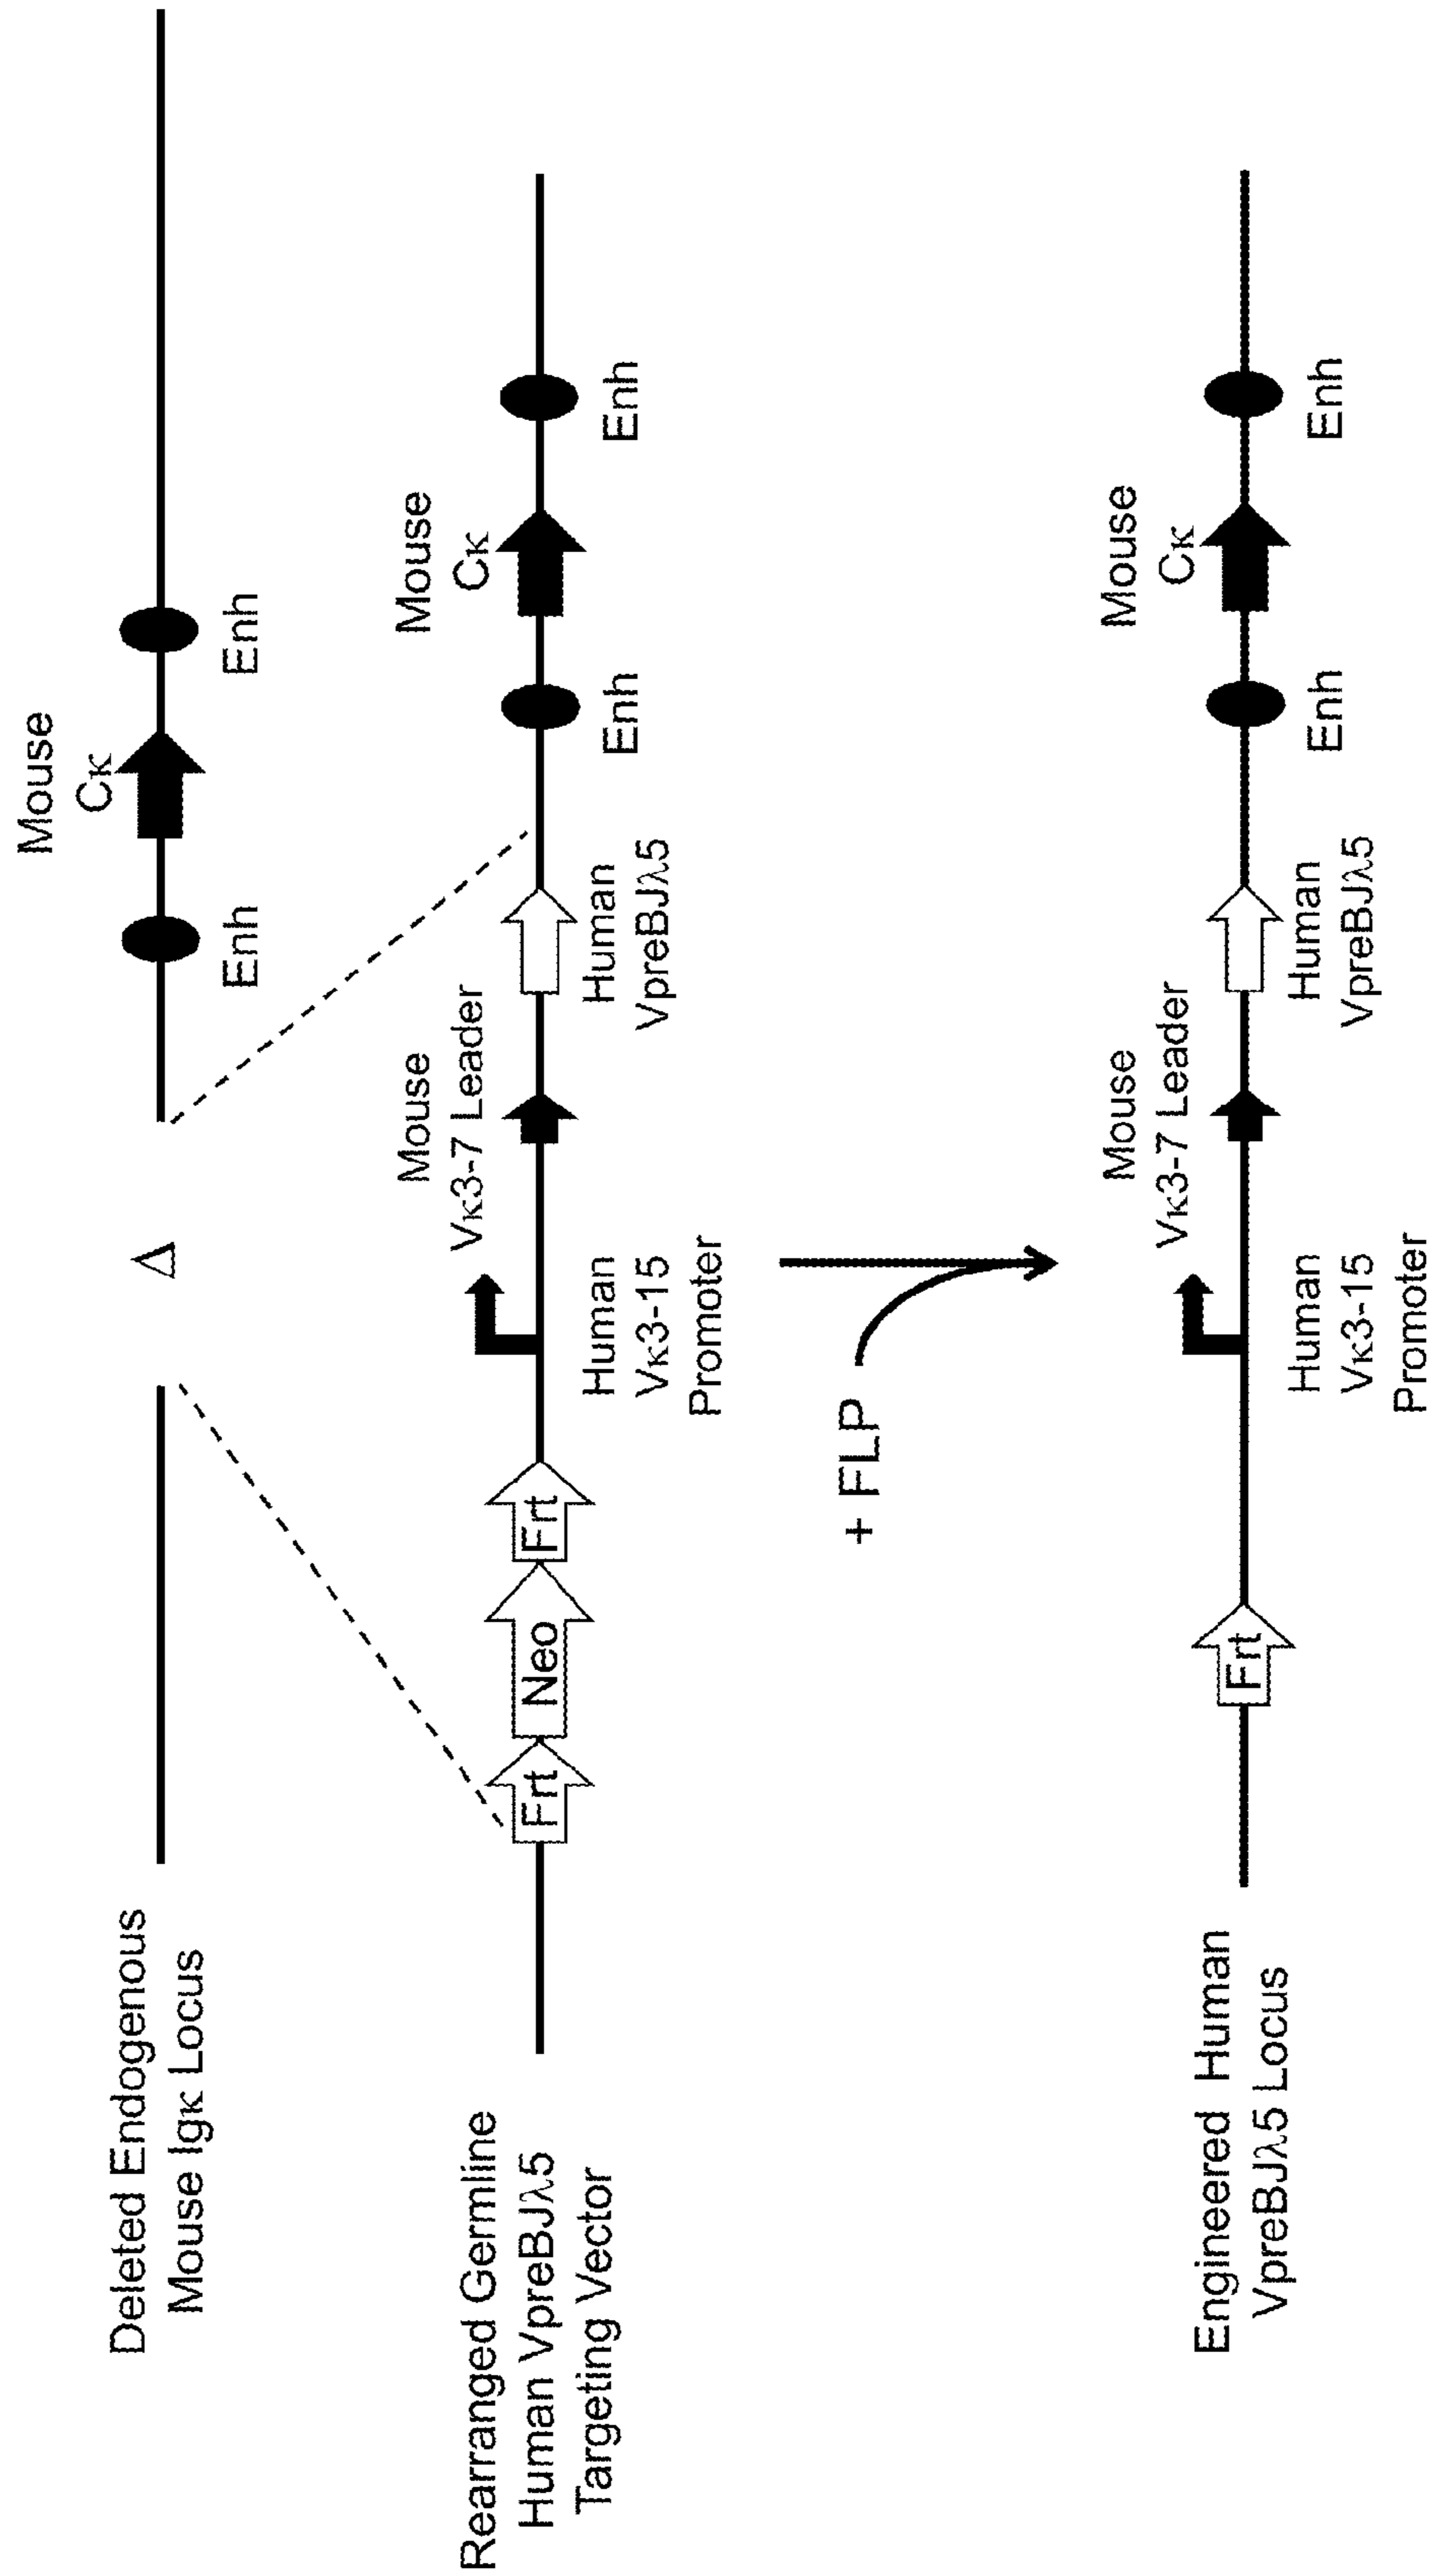 Deleted Endogenous
Mouse Igκ Locus
Δ
Mouse
Cκ
Enh
Enh
Rearranged Germline
Human VpreBJλ5
Targeting Vector
Frt
Neo
Frt
Human
Vκ3-15
Promoter
Mouse
Vκ3-7 Leader
Human
VpreBJλ5
Enh
Mouse
Cκ
Enh
+ FLP
Engineered Human
VpreBJλ5 Locus
Frt
Human
Vκ3-15
Promoter
Mouse
Vκ3-7 Leader
Human
VpreBJλ5
Enh
Mouse
Cκ
Enh